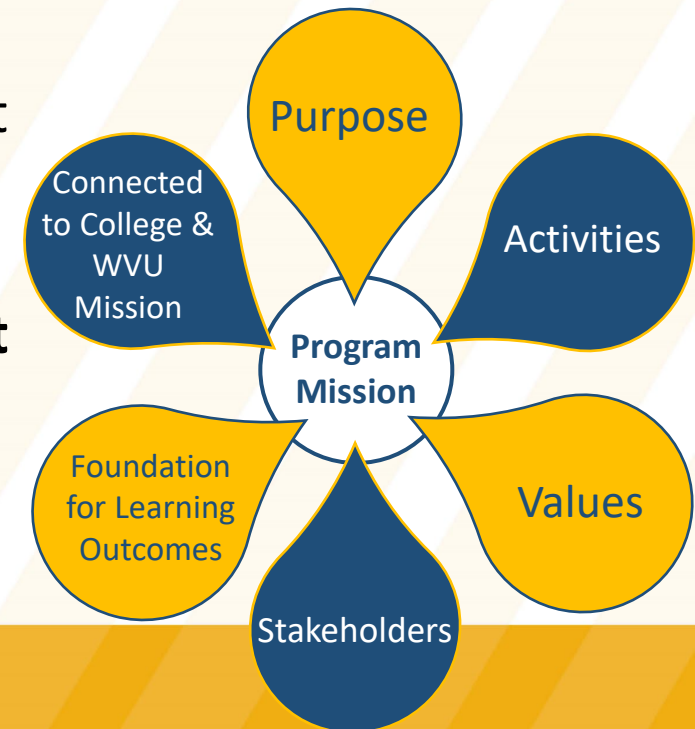 t
t
Purpose
Connected
to College &
WVU
Mission
Activities
Program
Mission
Foundation
for Learning
Outcomes
Values
Stakeholders